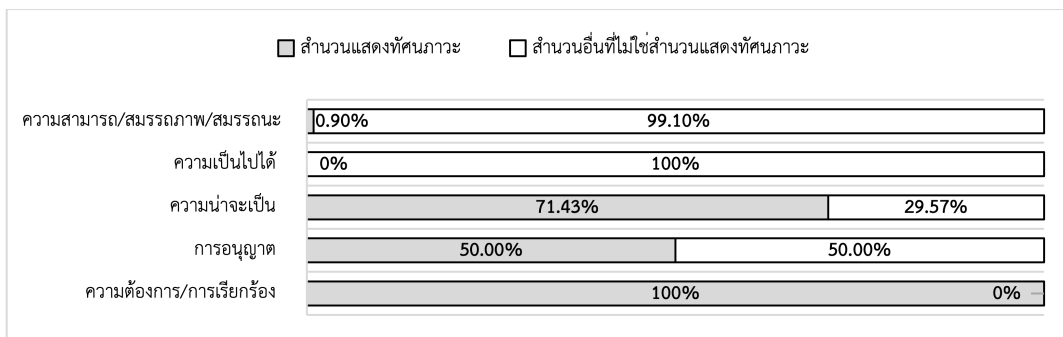 สำนวนแสดงทัศนภาวะ สำนวนอื่นที่ไม่ใช่สำนวนแสดงทัศนภาวะ
ความสามารถ/สมรรถภาพ/สมรรถนะ 0.90% 99.10%
ความเป็นไปได้ 0% 100%
ความน่าจะเป็น 71.43% 29.57%
การอนุญาต 50.00% 50.00%
ความต้องการ/การเรียกร้อง 100% 0%